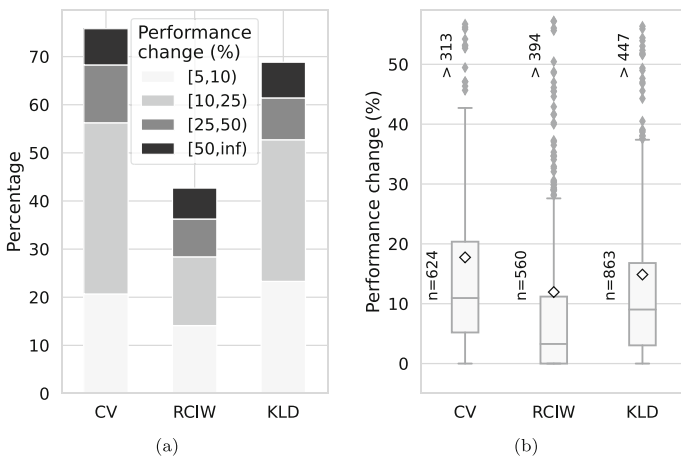 Performance
change (%)
[5,10)
[10,25)
[25,50)
[50,inf)
Percentage
70
60
50
40
30
20
10
0
CV
RCIW
KLD
(a)
Performance change (%)
50
40
30
20
10
0
> 313
> 394
> 447
n=624
n=560
n=863
CV
RCIW
KLD
(b)